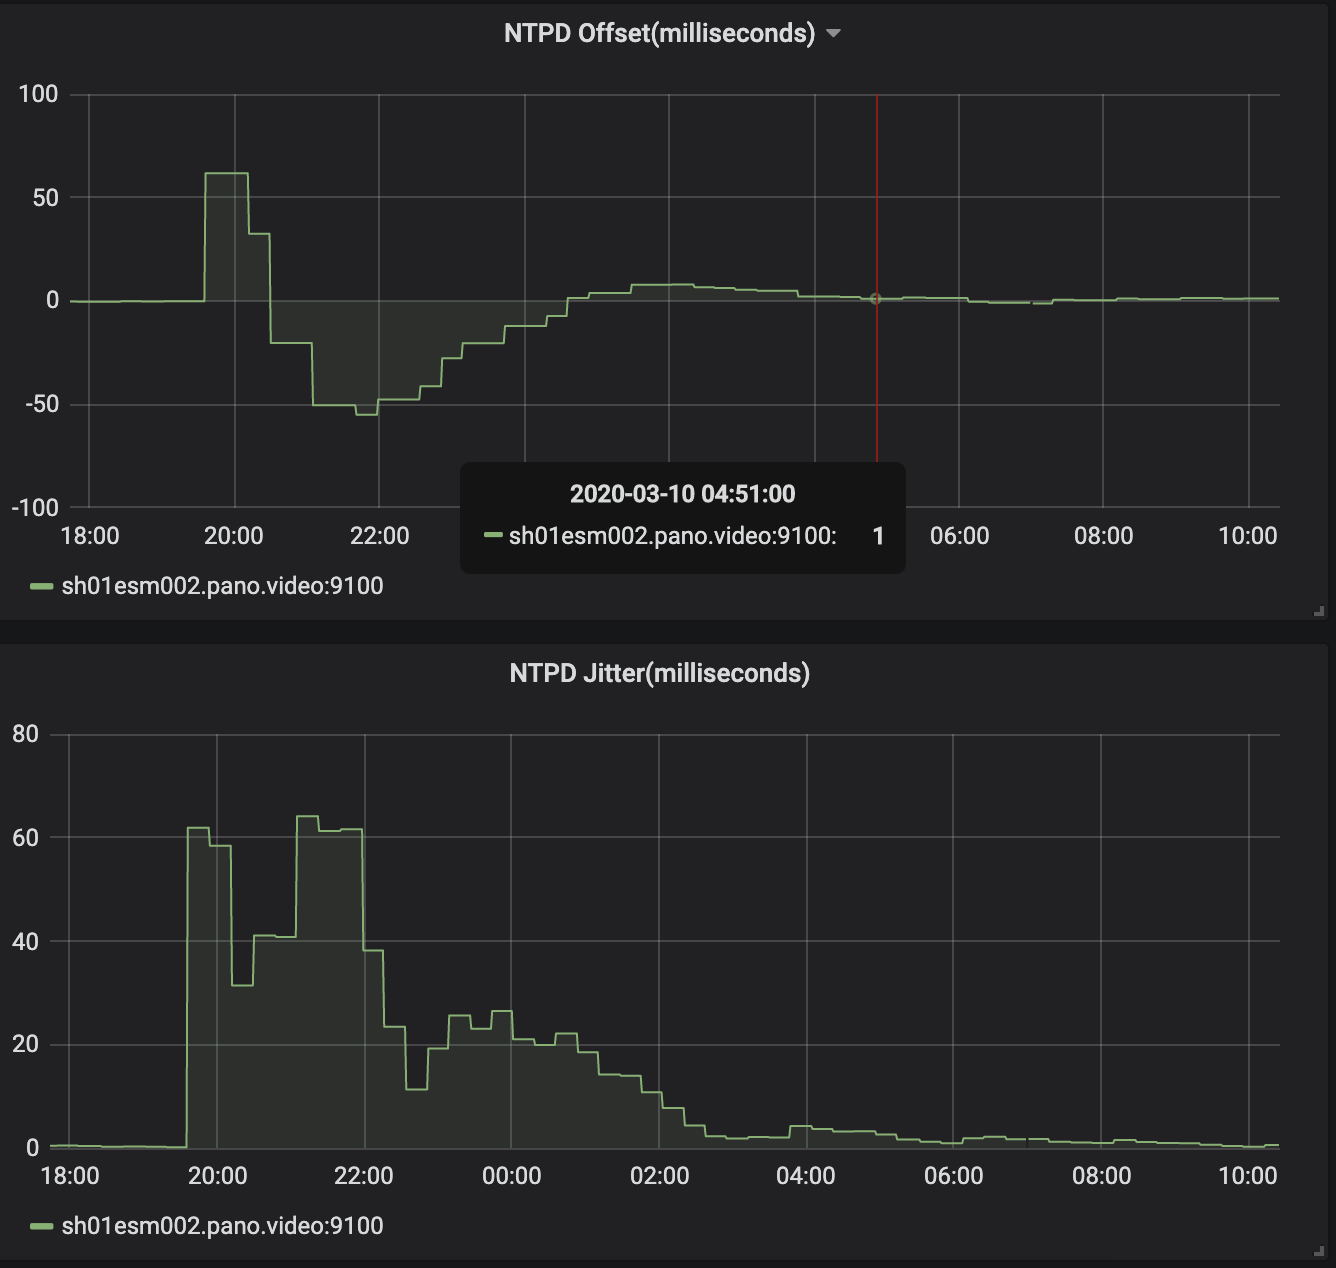 NTPD Offset(milliseconds)
100
50
0
-50
-100
18:00 20:00 22:00 06:00 08:00 10:00
2020-03-10 04:51:00
sh01esm002.pano.video:9100: 1
sh01esm002.pano.video:9100
NTPD Jitter(milliseconds)
80
60
40
20
0
18:00 20:00 22:00 00:00 02:00 04:00 06:00 08:00 10:00
sh01esm002.pano.video:9100